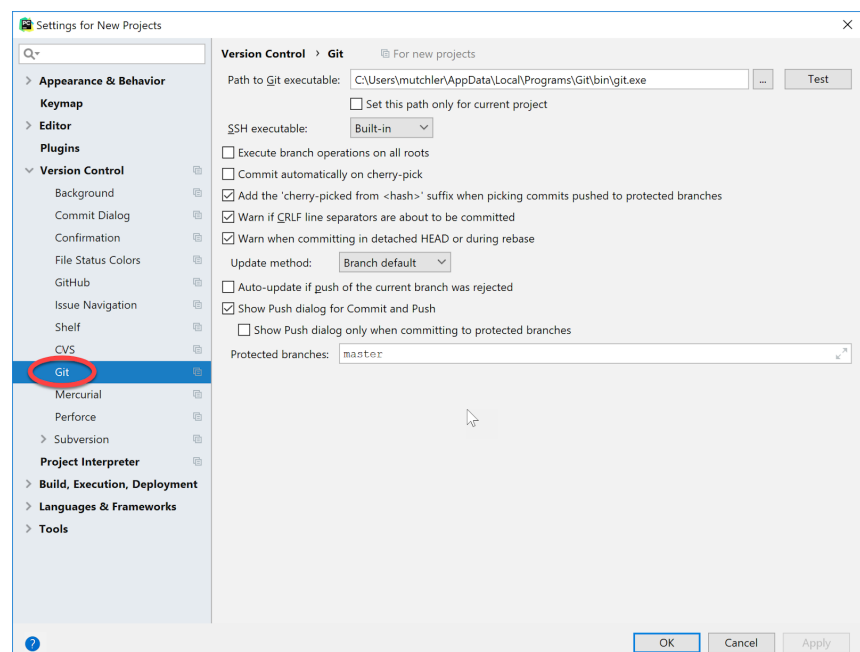 Settings for New Projects
Appearance & Behavior
Keymap
Editor
Plugins
Version Control
Background
Commit Dialog
Confirmation
File Status Colors
GitHub
Issue Navigation
Shelf
CVS
Git
Mercurial
Perforce
Subversion
Project Interpreter
Build, Execution, Deployment
Languages & Frameworks
Tools
Version Control › Git For new projects
Path to Git executable: C:\Users\mutchler\AppData\Local\Programs\Git\bin\git.exe ... Test
Set this path only for current project
SSH executable: Built-in
Execute branch operations on all roots
Commit automatically on cherry-pick
Add the 'cherry-picked from <hash>' suffix when picking commits pushed to protected branches
Warn if CRLF line separators are about to be committed
Warn when committing in detached HEAD or during rebase
Update method: Branch default
Auto-update if push of the current branch was rejected
Show Push dialog for Commit and Push
Show Push dialog only when committing to protected branches
Protected branches: master
? OK Cancel Apply